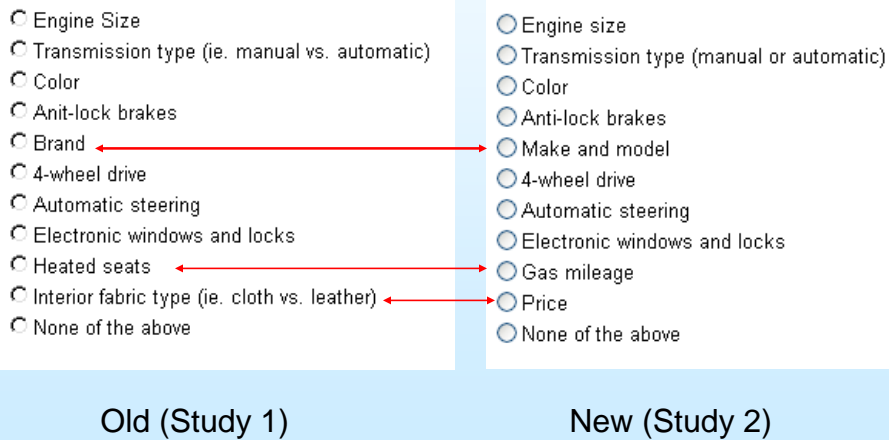 Engine Size
Transmission type (ie. manual vs. automatic)
Color
Anit-lock brakes
Brand
4-wheel drive
Automatic steering
Electronic windows and locks
Heated seats
Interior fabric type (ie. cloth vs. leather)
None of the above
Old (Study 1)
Engine size
Transmission type (manual or automatic)
Color
Anti-lock brakes
Make and model
4-wheel drive
Automatic steering
Electronic windows and locks
Gas mileage
Price
None of the above
New (Study 2)